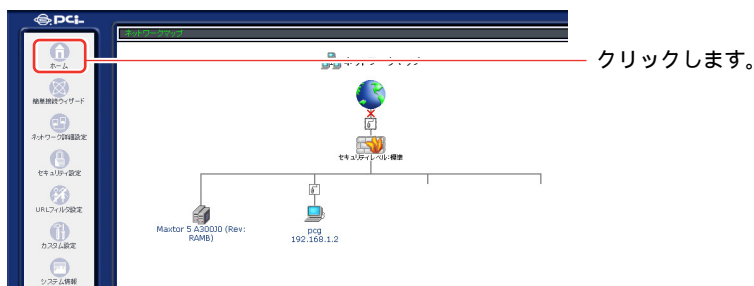 PCi
ネットワークマップ
ホーム
クリックします。
簡単接続ウィザード
ネットワーク詳細設定
セキュリティレベル:標準
セキュリティ設定
URLフィルタ設定
Maxtor 5 A300J0 (Rev:
RAMB)
pcg
192.168.1.2
カスタム設定
システム情報